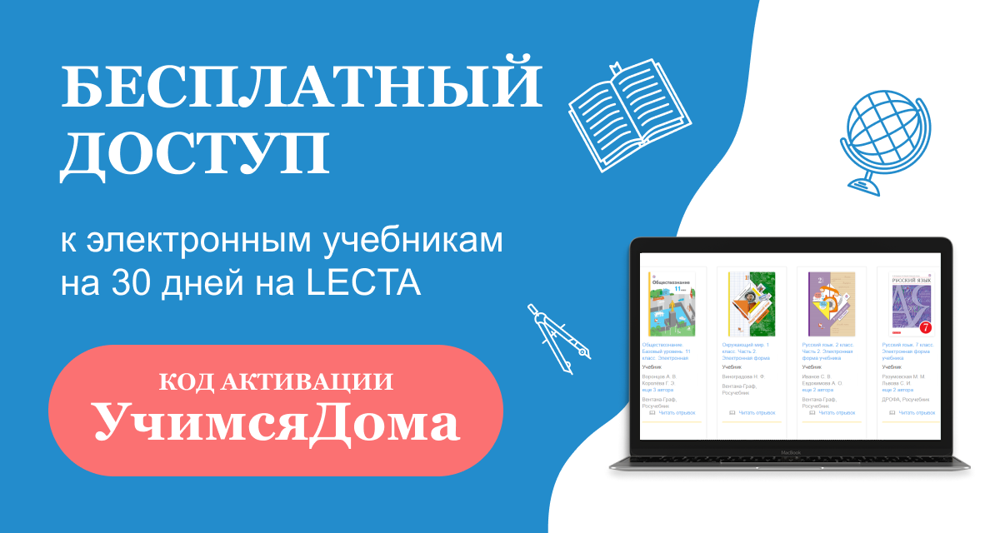 БЕСПЛАТНЫЙ
ДОСТУП
к электронным учебникам
на 30 дней на LECTA
КОД АКТИВАЦИИ
УчимсяДома
Обществознание
11
Обществознание.
Базовый уровень. 11
класс. Электронная
Учебник
Воронцов А. В.
Королёва Г. Э.
еще 3 автора
Вентана-Граф,
Росучебник
Читать отрывок
Окружающий мир. 1
класс. Часть 2.
Электронная форма
Учебник
Виноградова Н. Ф.
Вентана-Граф,
Росучебник
Читать отрывок
2
Русский язык. 2 класс.
Часть 2. Электронная
форма учебника
Учебник
Иванов С. В.
Евдокимова А. О.
еще 2 автора
Вентана-Граф,
Росучебник
Читать отрывок
РУССКИЙ ЯЗЫК
7
Русский язык. 7 класс.
Электронная форма
учебника
Учебник
Разумовская М. М.
Львова С. И.
еще 2 автора
ДРОФА, Росучебник
Читать отрывок
MacBook